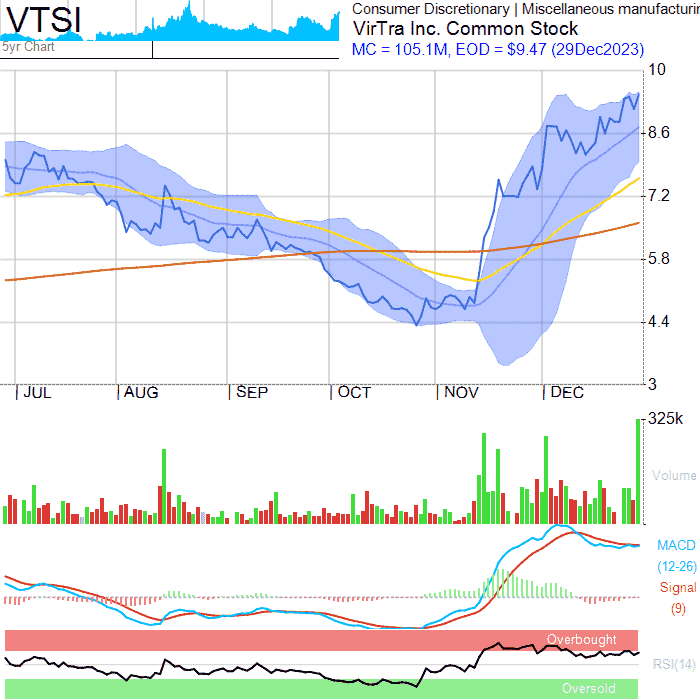 VTSI
5yr Chart
Consumer Discretionary | Miscellaneous manufacturin
VirTra Inc. Common Stock
MC = 105.1M, EOD = $9.47 (29Dec2023)
10
8.6
7.2
5.8
4.4
3
JUL AUG SEP OCT NOV DEC
325k
Volume
MACD
(12-26)
Signal
(9)
Overbought
RSI(14)
Oversold